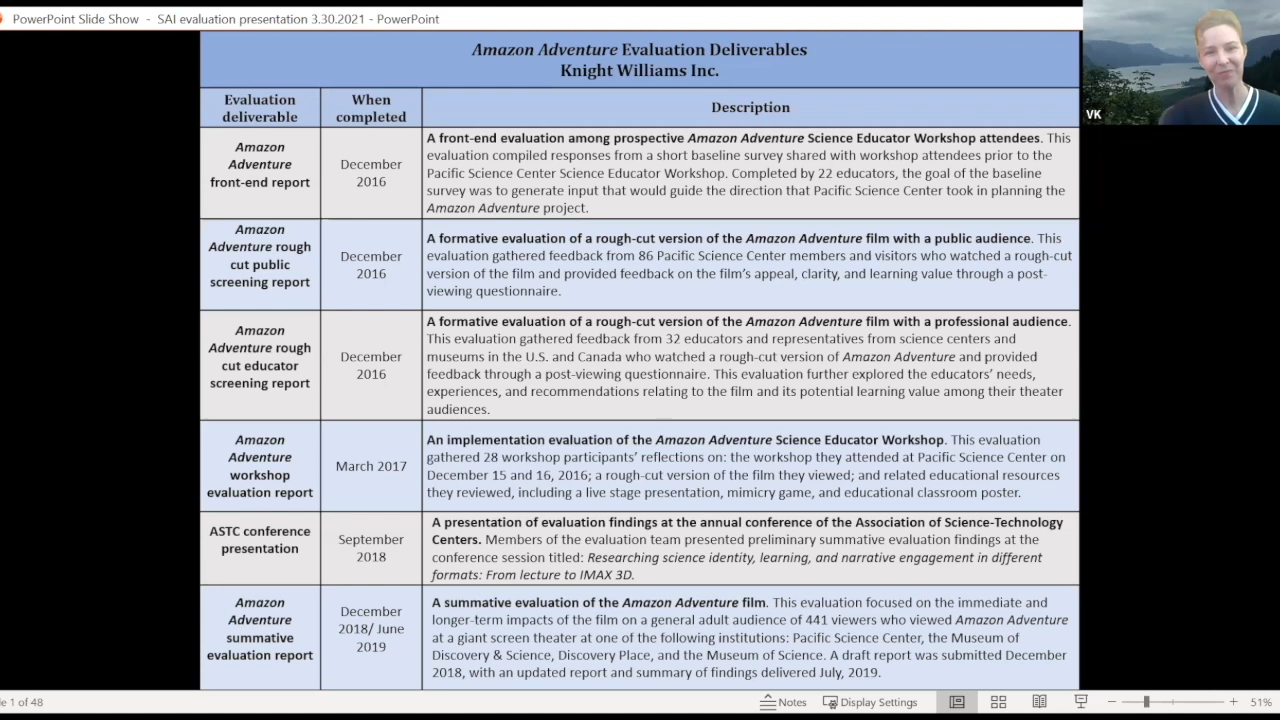 PowerPoint Slide Show - SAI evaluation presentation 3.30.2021 - PowerPoint
VK
Amazon Adventure Evaluation Deliverables
Knight Williams Inc.
Evaluation
deliverable
When
completed
Description
Amazon
Adventure
front-end report
December
2016
A front-end evaluation among prospective Amazon Adventure Science Educator Workshop attendees. This
evaluation compiled responses from a short baseline survey shared with workshop attendees prior to the
Pacific Science Center Science Educator Workshop. Completed by 22 educators, the goal of the baseline
survey was to generate input that would guide the direction that Pacific Science Center took in planning the
Amazon Adventure project.
Amazon
Adventure rough
cut public
screening report
December
2016
A formative evaluation of a rough-cut version of the Amazon Adventure film with a public audience. This
evaluation gathered feedback from 86 Pacific Science Center members and visitors who watched a rough-cut
version of the film and provided feedback on the film's appeal, clarity, and learning value through a post-
viewing questionnaire.
Amazon
Adventure rough
cut educator
screening report
December
2016
A formative evaluation of a rough-cut version of the Amazon Adventure film with a professional audience.
This evaluation gathered feedback from 32 educators and representatives from science centers and
museums in the U.S. and Canada who watched a rough-cut version of Amazon Adventure and provided
feedback through a post-viewing questionnaire. This evaluation further explored the educators' needs,
experiences, and recommendations relating to the film and its potential learning value among their theater
audiences.
Amazon
Adventure
workshop
evaluation report
March 2017
An implementation evaluation of the Amazon Adventure Science Educator Workshop. This evaluation
gathered 28 workshop participants' reflections on: the workshop they attended at Pacific Science Center on
December 15 and 16, 2016; a rough-cut version of the film they viewed; and related educational resources
they reviewed, including a live stage presentation, mimicry game, and educational classroom poster.
ASTC conference
presentation
September
2018
A presentation of evaluation findings at the annual conference of the Association of Science-Technology
Centers. Members of the evaluation team presented preliminary summative evaluation findings at the
conference session titled: Researching science identity, learning, and narrative engagement in different
formats: From lecture to IMAX 3D.
Amazon
Adventure
summative
evaluation report
December
2018/ June
2019
A summative evaluation of the Amazon Adventure film. This evaluation focused on the immediate and
longer-term impacts of the film on a general adult audience of 441 viewers who viewed Amazon Adventure
at a giant screen theater at one of the following institutions: Pacific Science Center, the Museum of
Discovery & Science, Discovery Place, and the Museum of Science. A draft report was submitted December
2018, with an updated report and summary of findings delivered July, 2019.
de 1 of 48
Notes
Display Settings
51%